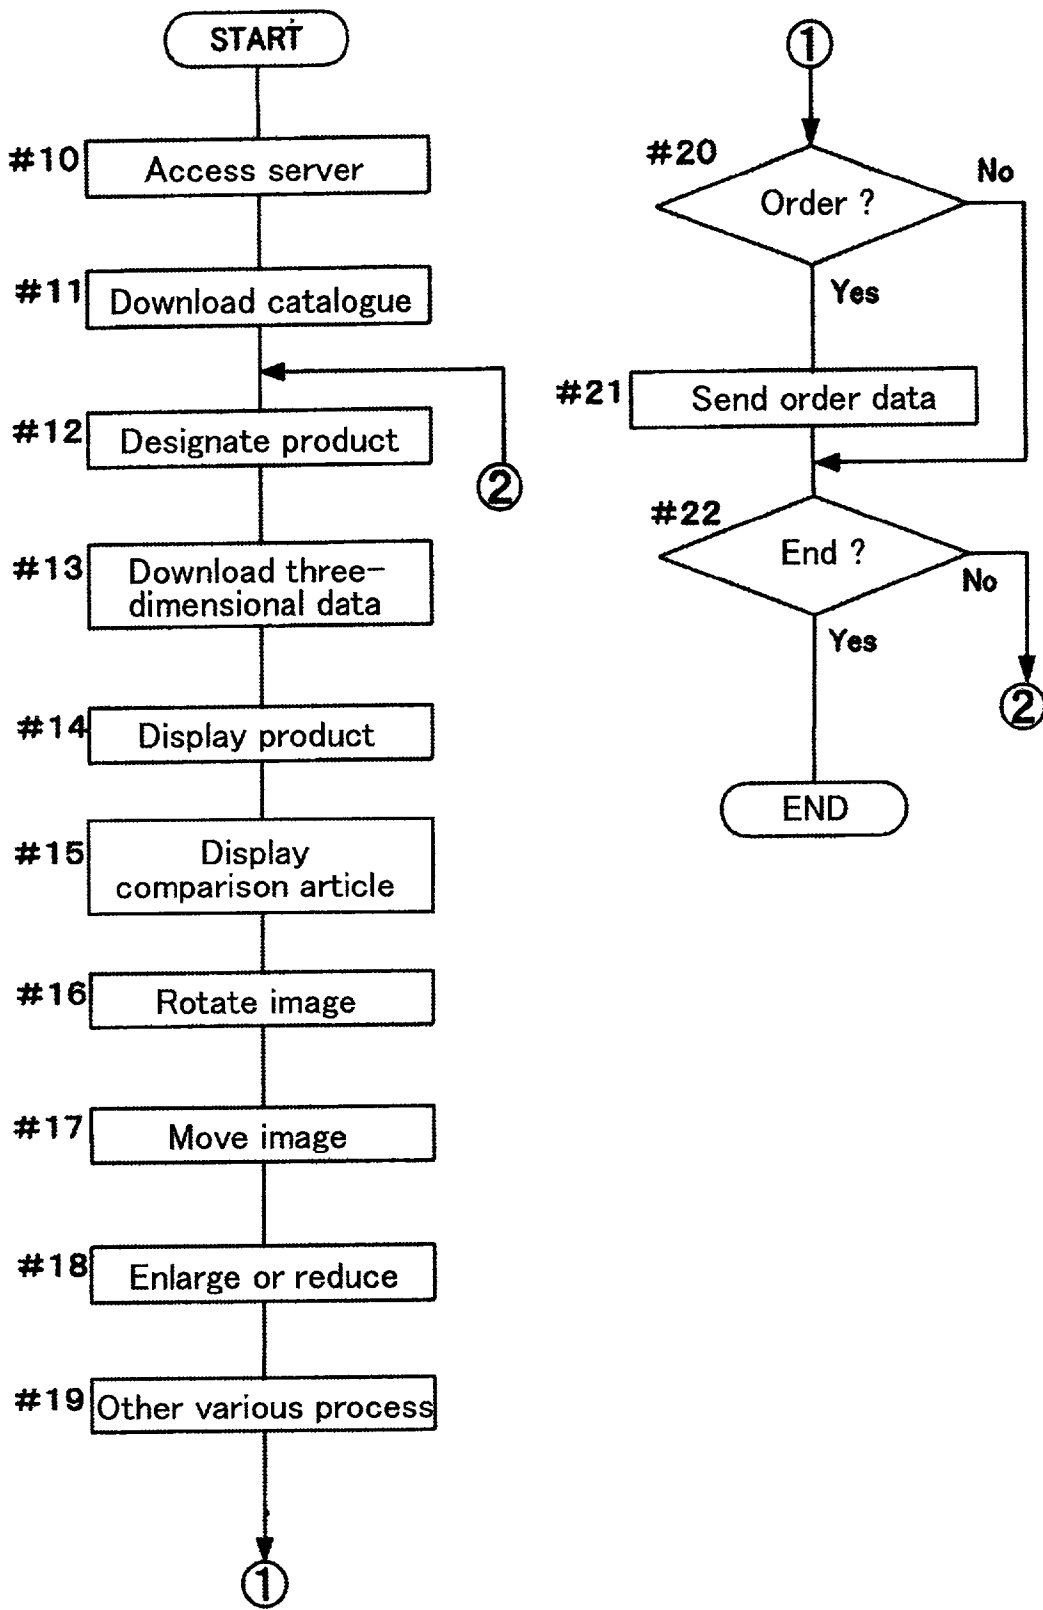 START
#10
Access server
#11
Download catalogue
#12
Designate product
②
#13
Download three-
dimensional data
#14
Display product
#15
Display
comparison article
#16
Rotate image
#17
Move image
#18
Enlarge or reduce
#19
Other various process
①
①
#20
Order ?
No
Yes
#21
Send order data
#22
End ?
No
Yes
②
END